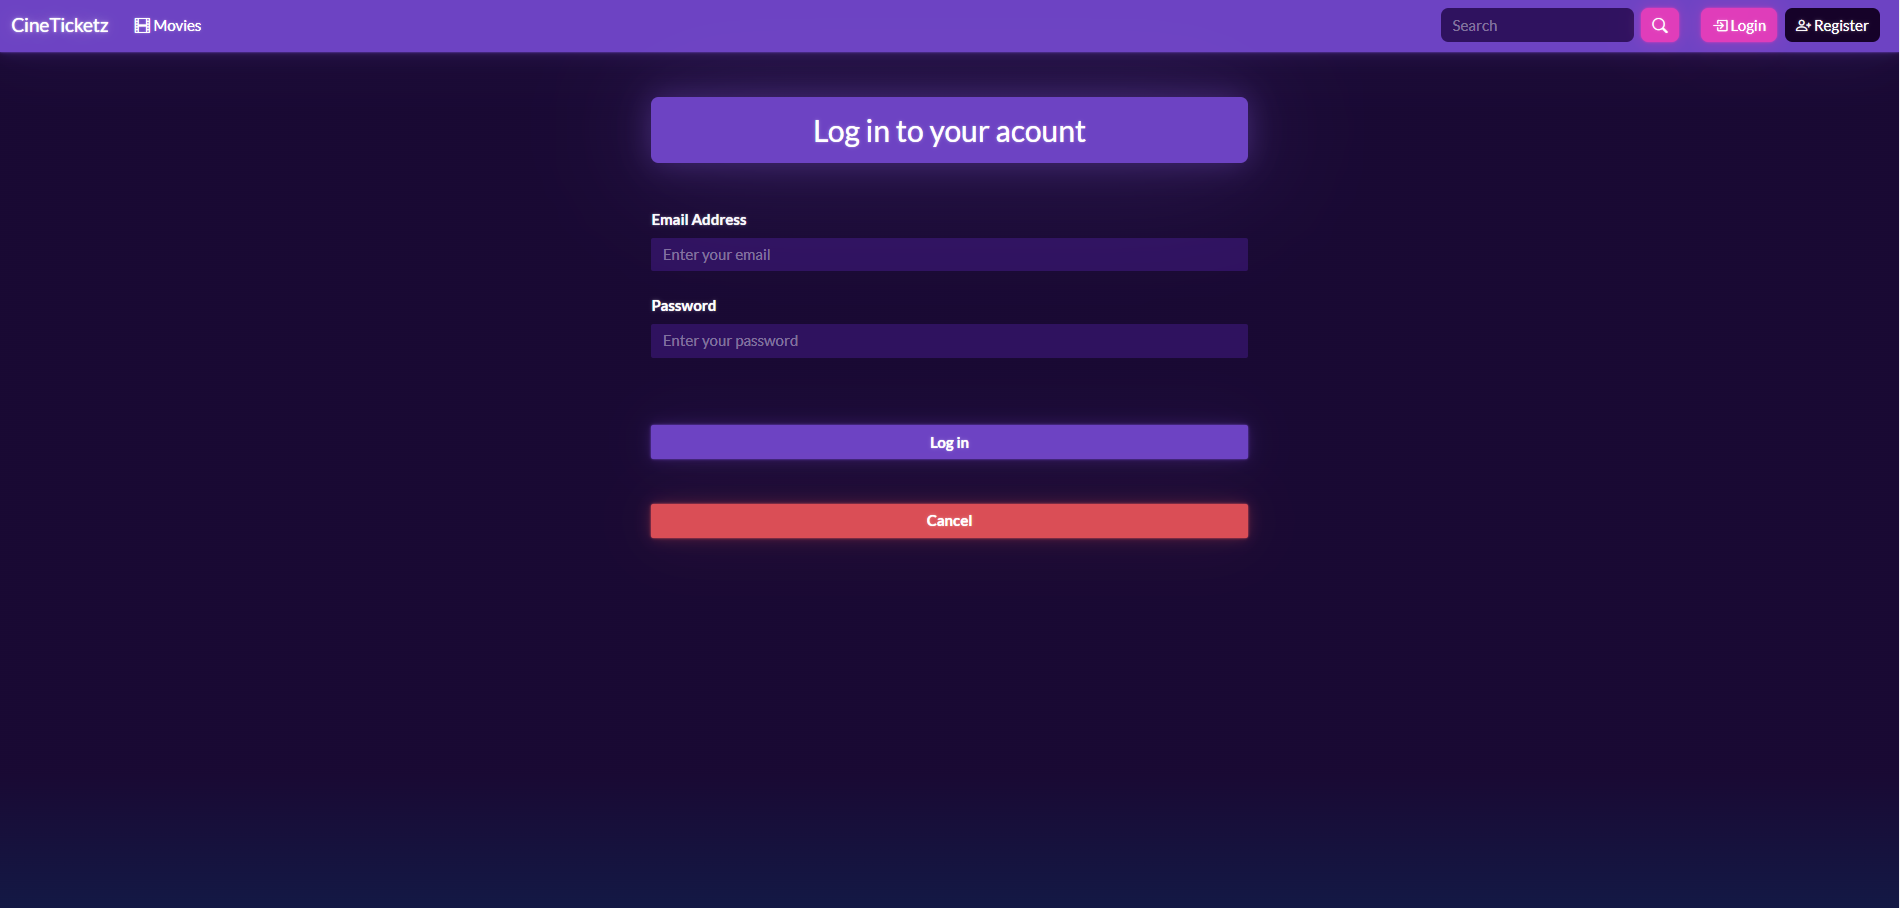 CineTicketz Movies Search Login Register
Log in to your acount
Email Address
Enter your email
Password
Enter your password
Log in
Cancel